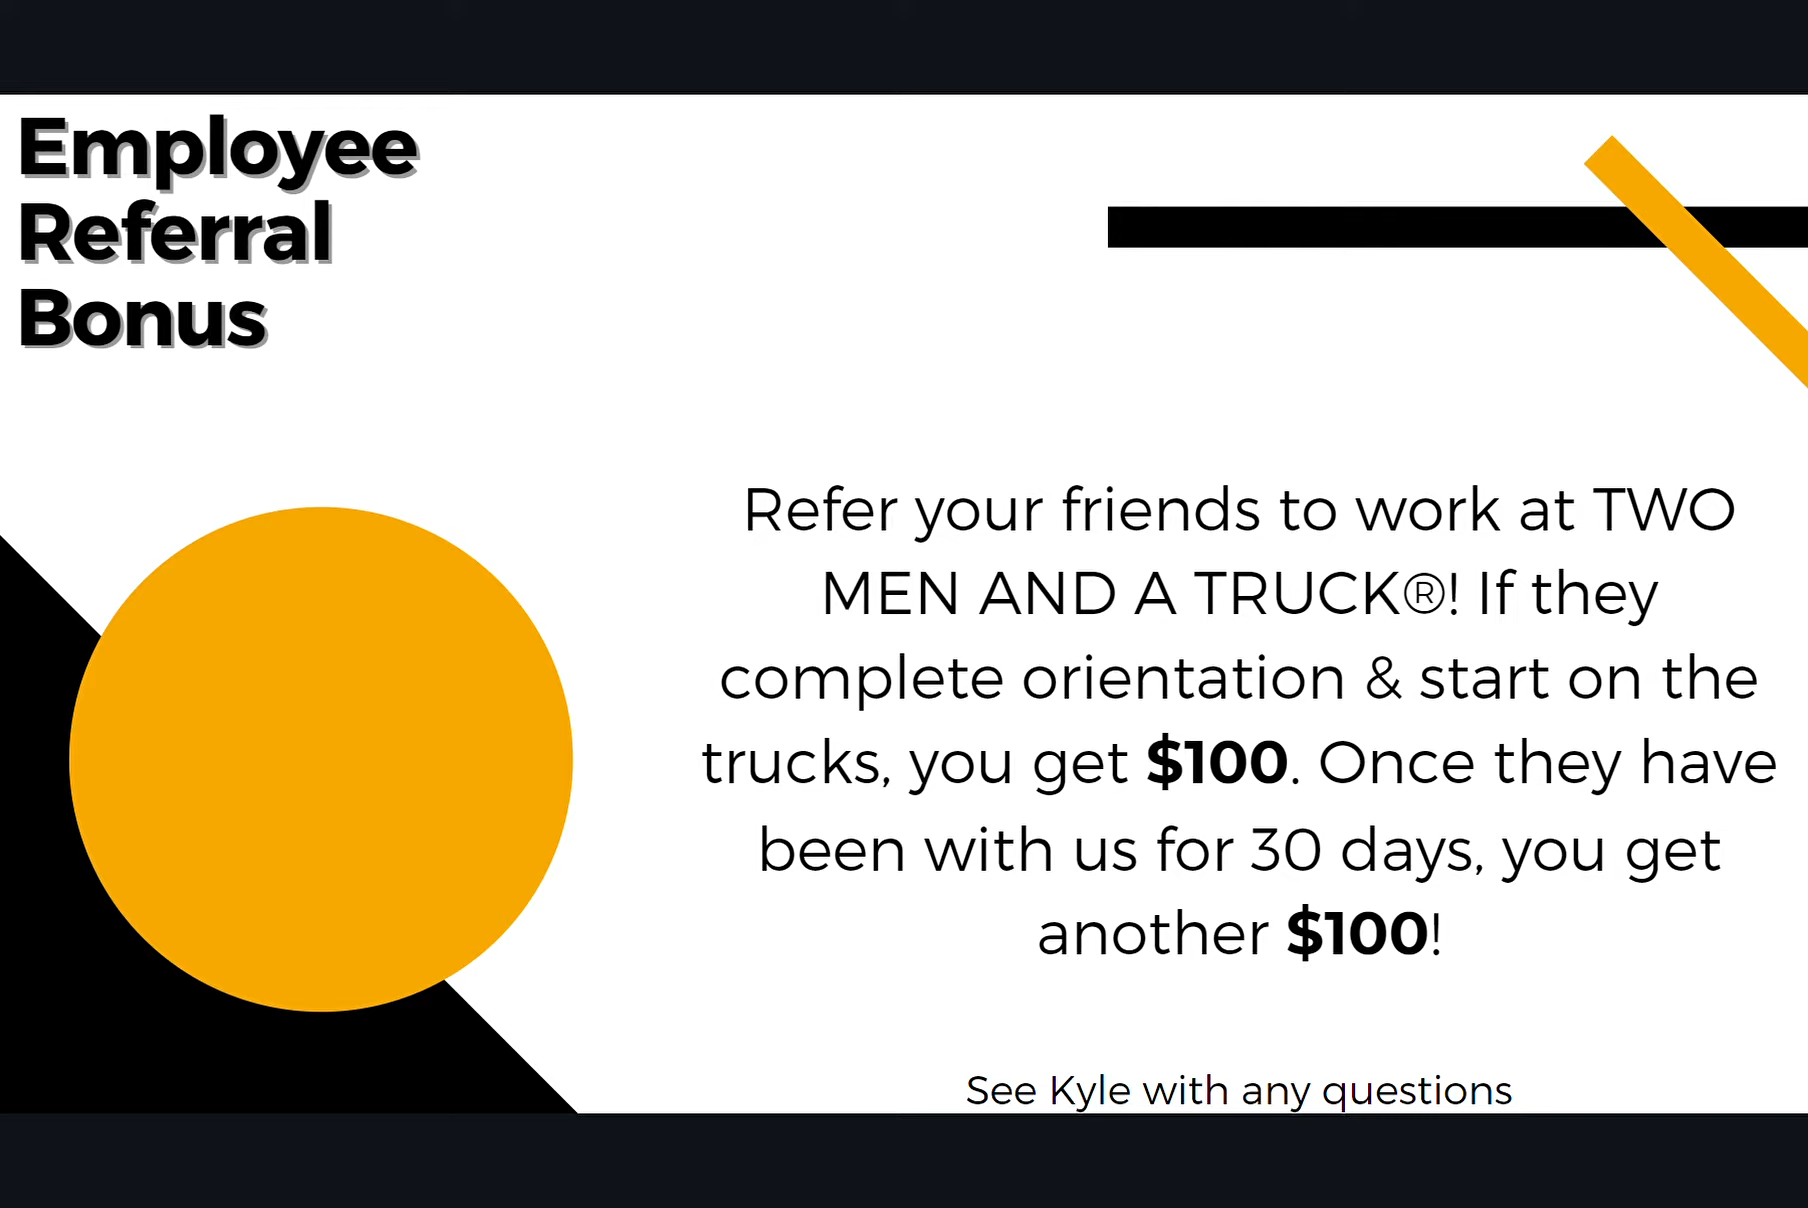 Employee
Referral
Bonus
Refer your friends to work at TWO
MEN AND A TRUCK®! If they
complete orientation & start on the
trucks, you get $100. Once they have
been with us for 30 days, you get
another $100!
See Kyle with any questions